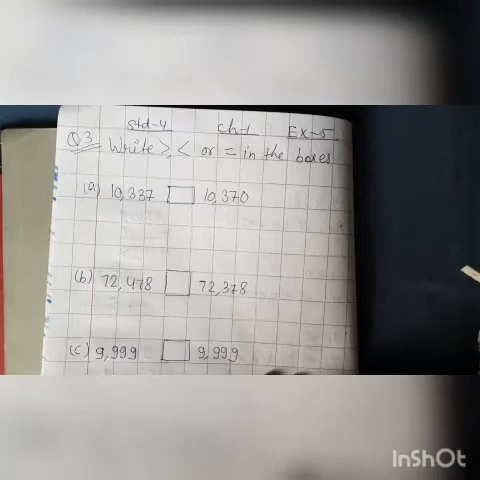 Std-4 Ch-1 Ex-5
Q3 Write >, < or = in the boxes
(a) 10,337 10,370
(b) 72,478 72,378
(c) 9,999 9,999
InShOt